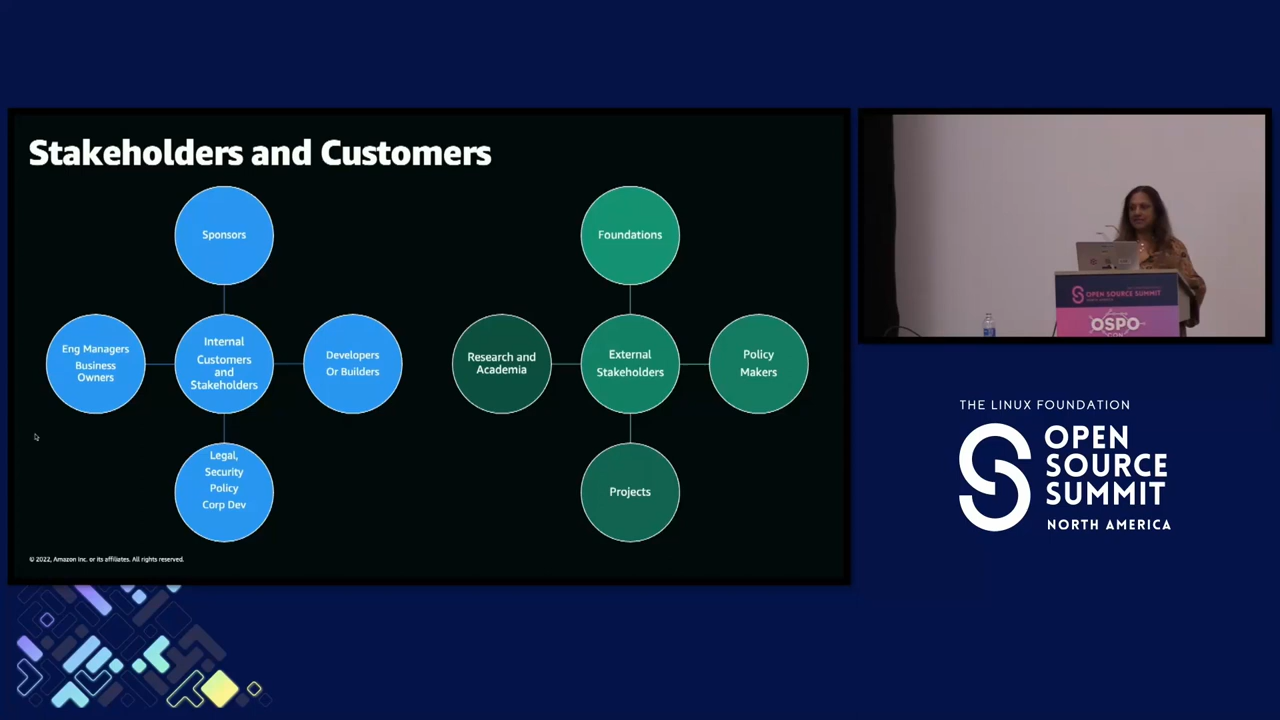 Stakeholders and Customers
Sponsors
Eng Managers
Business
Owners
Internal
Customers
and
Stakeholders
Developers
Or Builders
Legal,
Security
Policy
Corp Dev
Foundations
Research and
Academia
External
Stakeholders
Policy
Makers
Projects
© 2022, Amazon Inc. or its affiliates. All rights reserved.
OPEN SOURCE SUMMIT
OSPO
CON
THE LINUX FOUNDATION
OPEN
SOURCE
SUMMIT
NORTH AMERICA